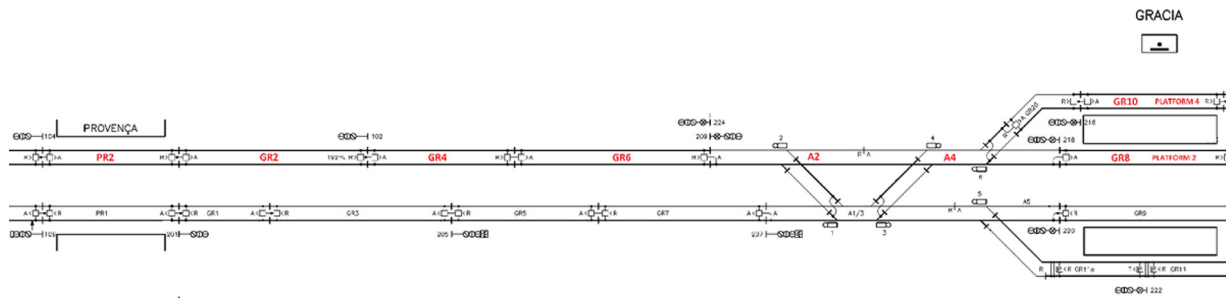 GRACIA
GR10 PLATFORM 4
GR20
216
224
PROVENÇA
104
102
209
2
4
218
PR2
GR2
GR4
GR6
A2
A4
GR8 PLATFORM 2
6
5
PR1
GR1
GR3
GR5
GR7
A1/3
A5
GR9
201
205
1
3
220
GR11
222